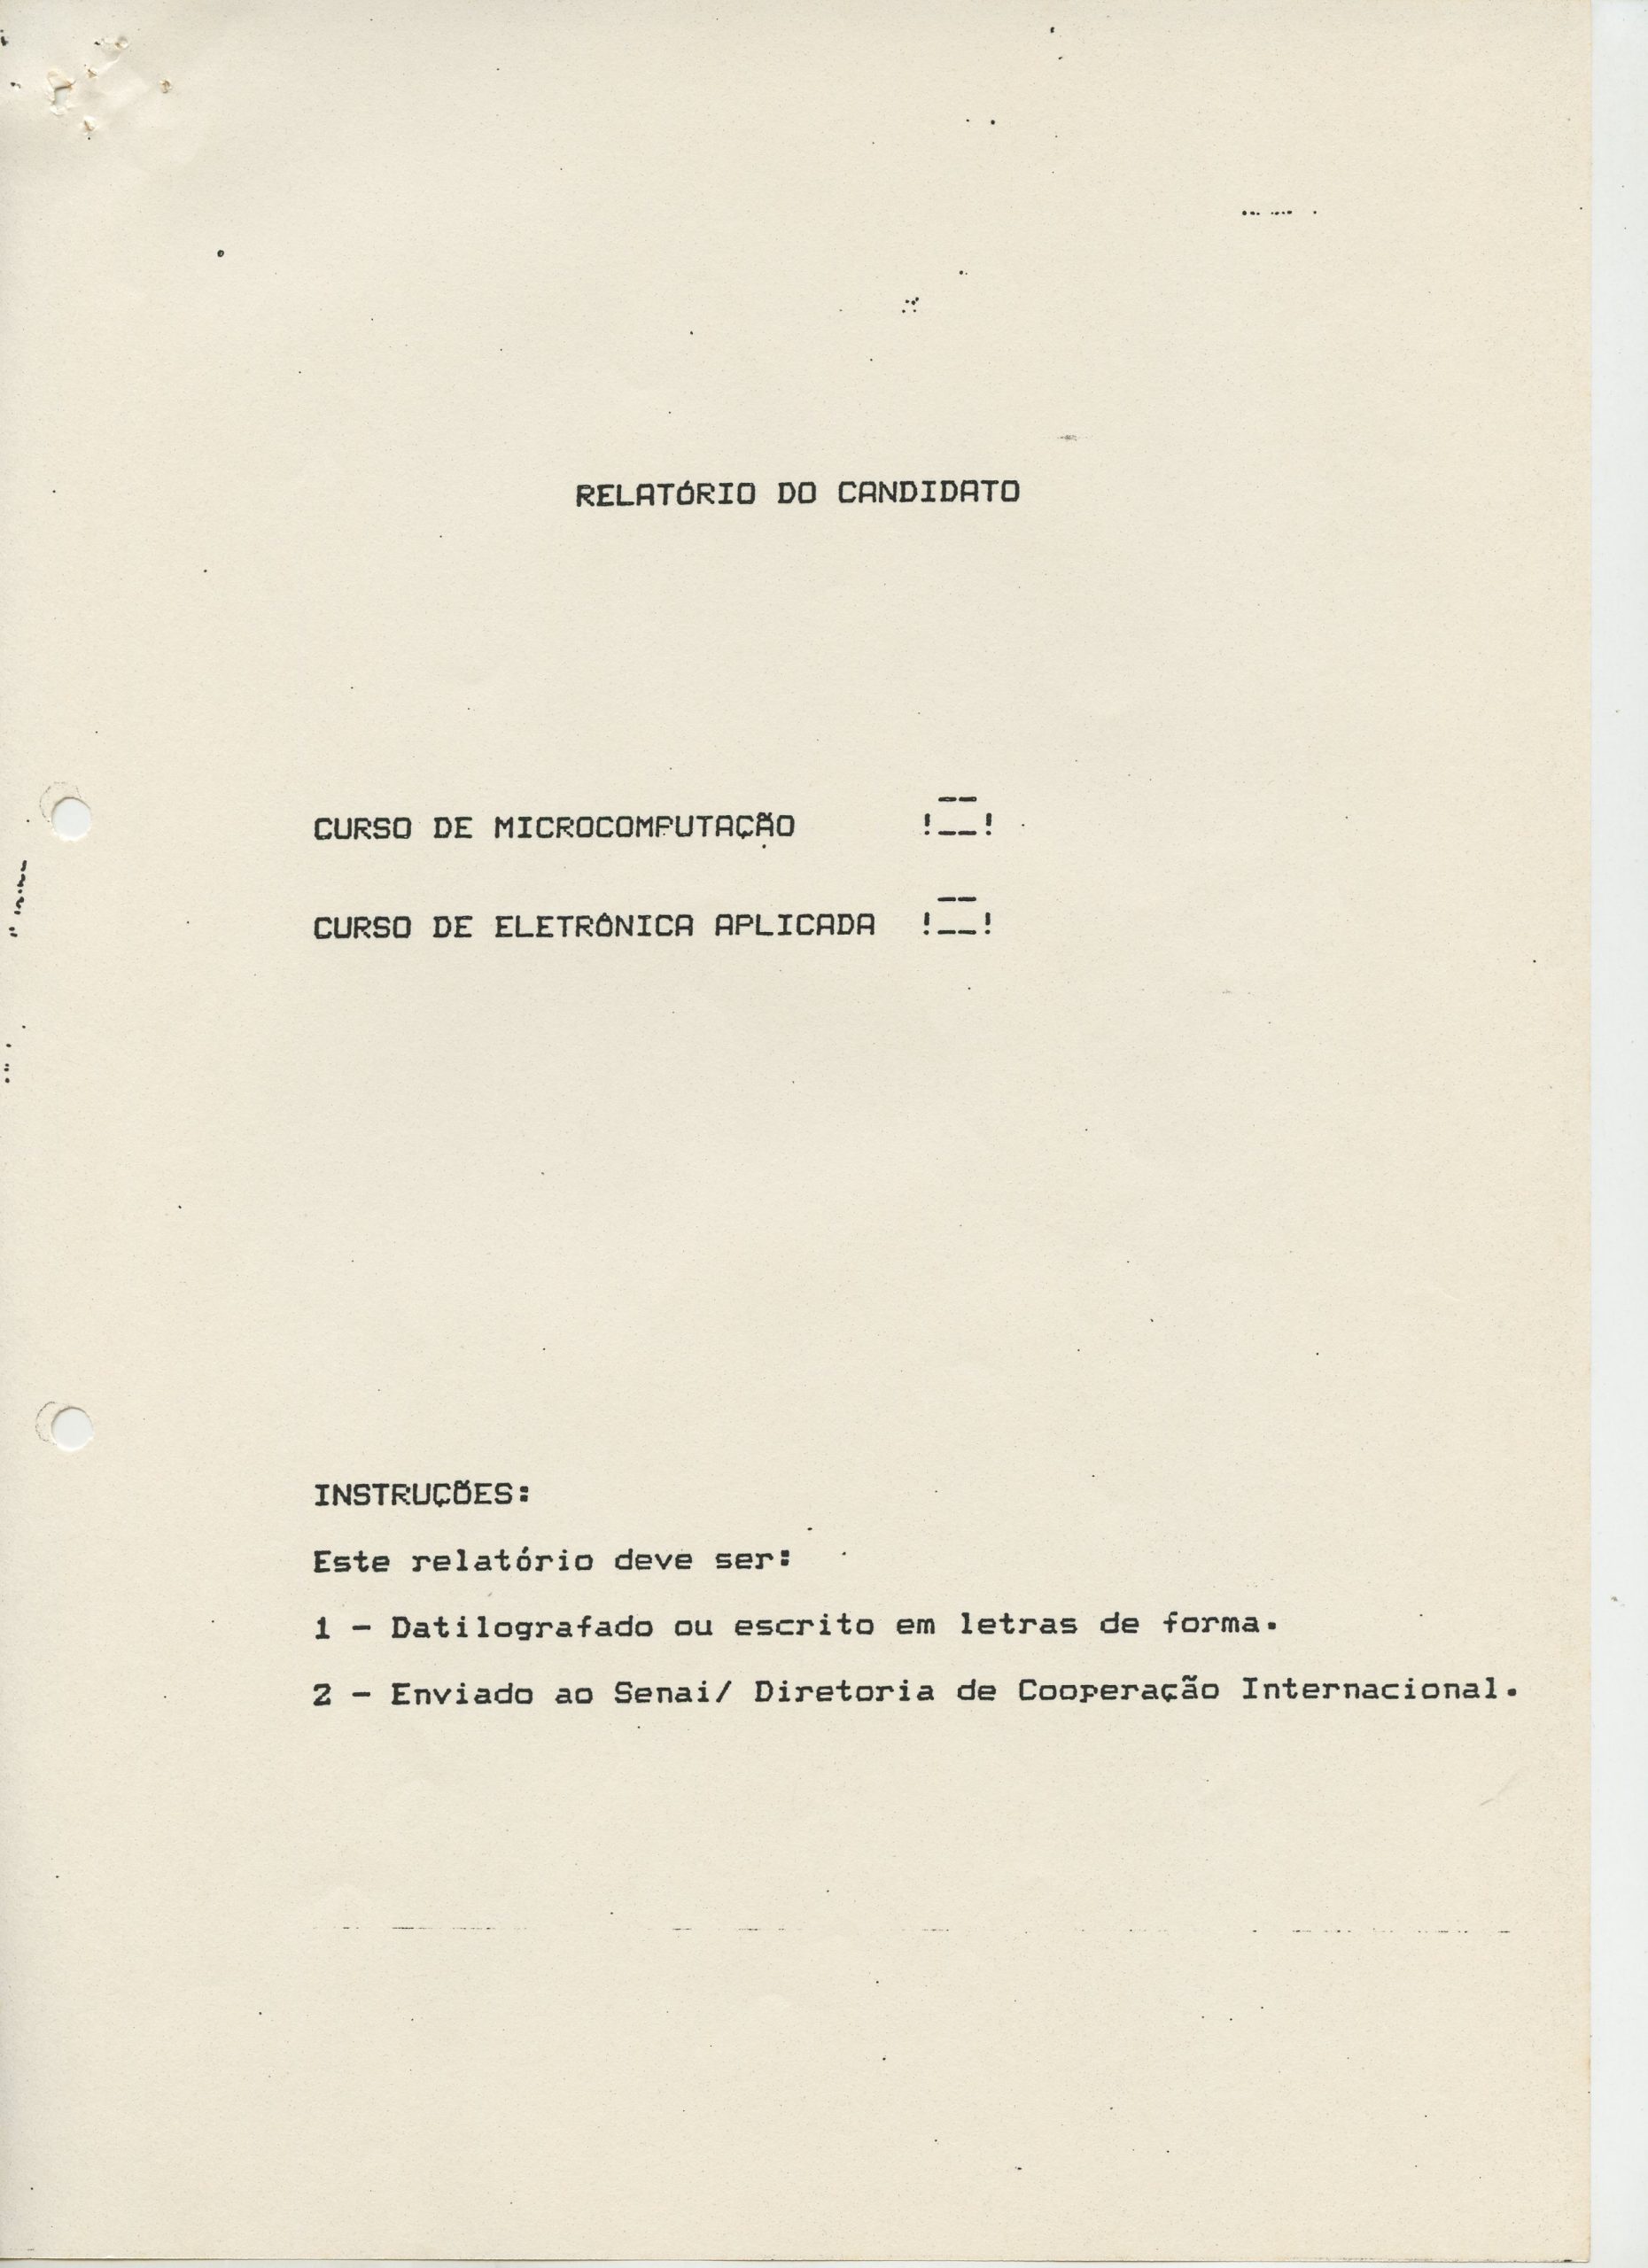 RELATÓRIO DO CANDIDATO
CURSO DE MICROCOMPUTAÇÃO !__!
CURSO DE ELETRÔNICA APLICADA !__!
INSTRUÇÕES:
Este relatório deve ser:
1 - Datilografado ou escrito em letras de forma.
2 - Enviado ao Senai/ Diretoria de Cooperação Internacional.